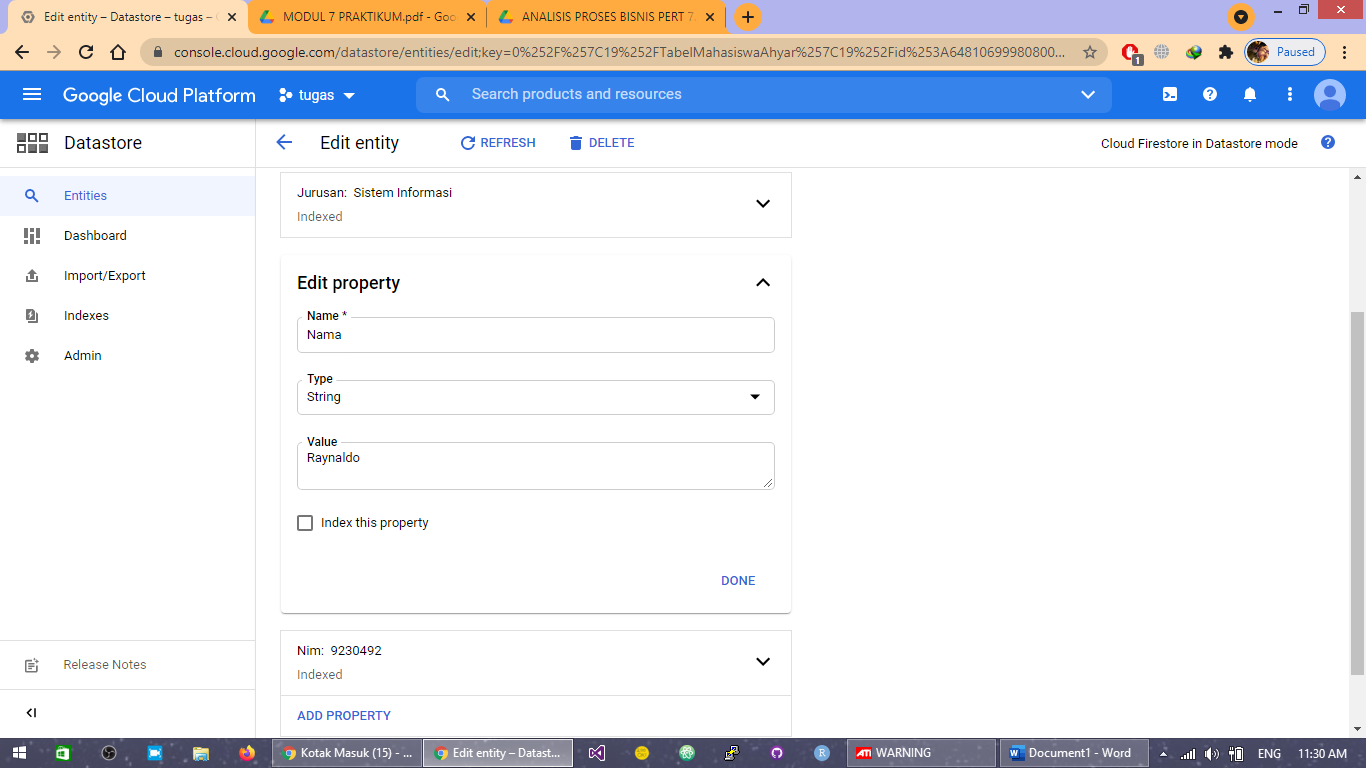 Edit entity – Datastore – tugas –
MODUL 7 PRAKTIKUM.pdf - Goo
ANALISIS PROSES BISNIS PERT 7.
console.cloud.google.com/datastore/entities/edit;key=0%252F%257C19%252FTabelMahasiswaAhyar%257C19%252Fid%253A64810699980800...
1
Paused
Google Cloud Platform
tugas
Search products and resources
Datastore
Edit entity
REFRESH
DELETE
Cloud Firestore in Datastore mode
Entities
Dashboard
Import/Export
Indexes
Admin
Release Notes
Jurusan: Sistem Informasi
Indexed
Edit property
Name *
Nama
Type
String
Value
Raynaldo
Index this property
DONE
Nim: 9230492
Indexed
ADD PROPERTY
Kotak Masuk (15) - ...
Edit entity – Datast...
R
ATI
WARNING
Document1 - Word
ENG
11:30 AM